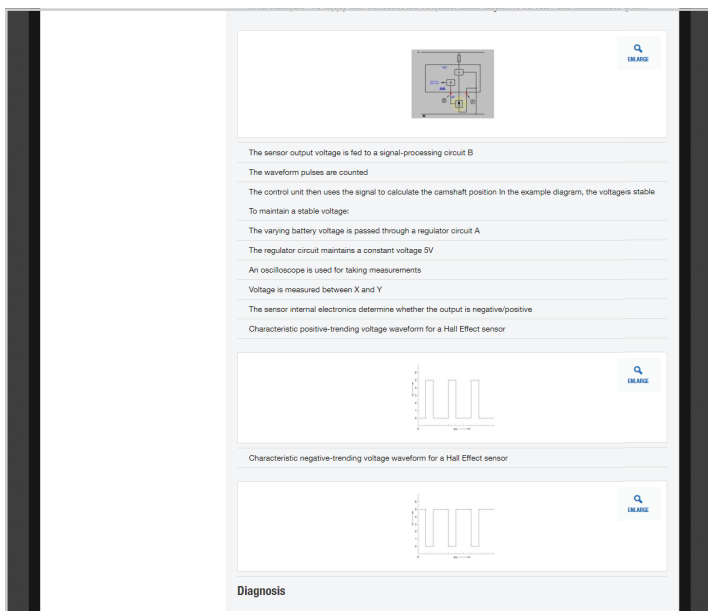 ENLARGE
The sensor output voltage is fed to a signal-processing circuit B
The waveform pulses are counted
The control unit then uses the signal to calculate the camshaft position In the example diagram, the voltageis stable
To maintain a stable voltage:
The varying battery voltage is passed through a regulator circuit A
The regulator circuit maintains a constant voltage 5V
An oscilloscope is used for taking measurements
Voltage is measured between X and Y
The sensor internal electronics determine whether the output is negative/positive
Characteristic positive-trending voltage waveform for a Hall Effect sensor
ENLARGE
Characteristic negative-trending voltage waveform for a Hall Effect sensor
ENLARGE
Diagnosis